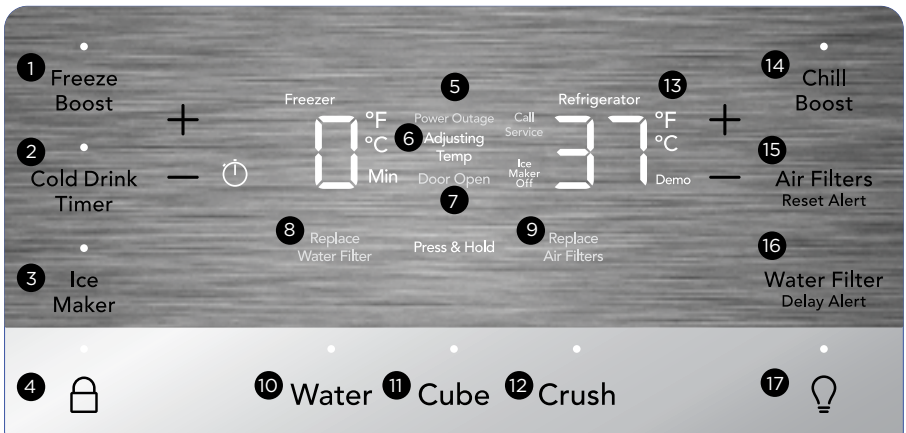 1
Freeze
Boost
2
Cold Drink
Timer
3
Ice
Maker
4
Freezer
0
°F
°C
Min
5
Power Outage
6
Adjusting
Temp
Door Open
7
Call
Service
Ice
Maker
Off
Refrigerator
37
13
°F
°C
Demo
8
Replace
Water Filter
Press & Hold
9
Replace
Air Filters
14
Chill
Boost
15
Air Filters
Reset Alert
16
Water Filter
Delay Alert
10 Water
11 Cube
12 Crush
17